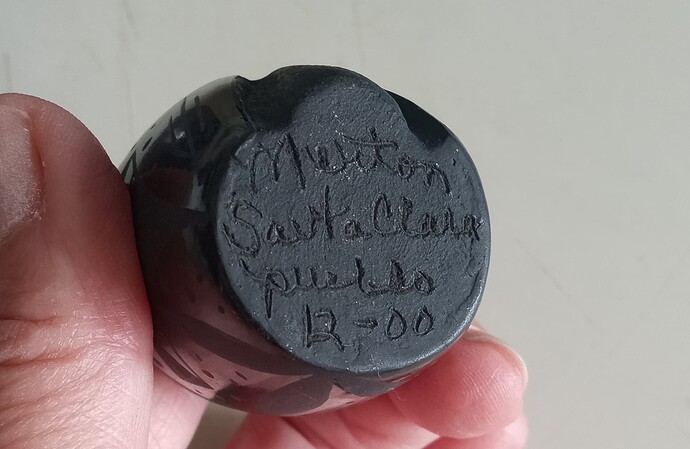 Merton
Santa Clara
pueblo
12-00